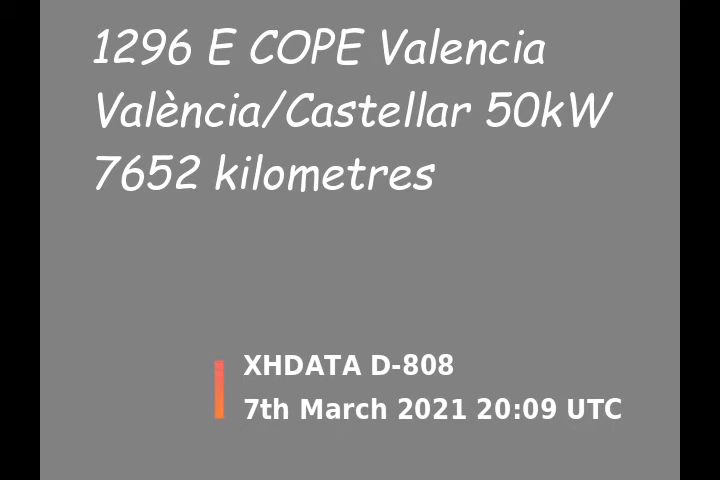 1296 E COPE Valencia
València/Castellar 50kW
7652 kilometres
XHDATA D-808
7th March 2021 20:09 UTC